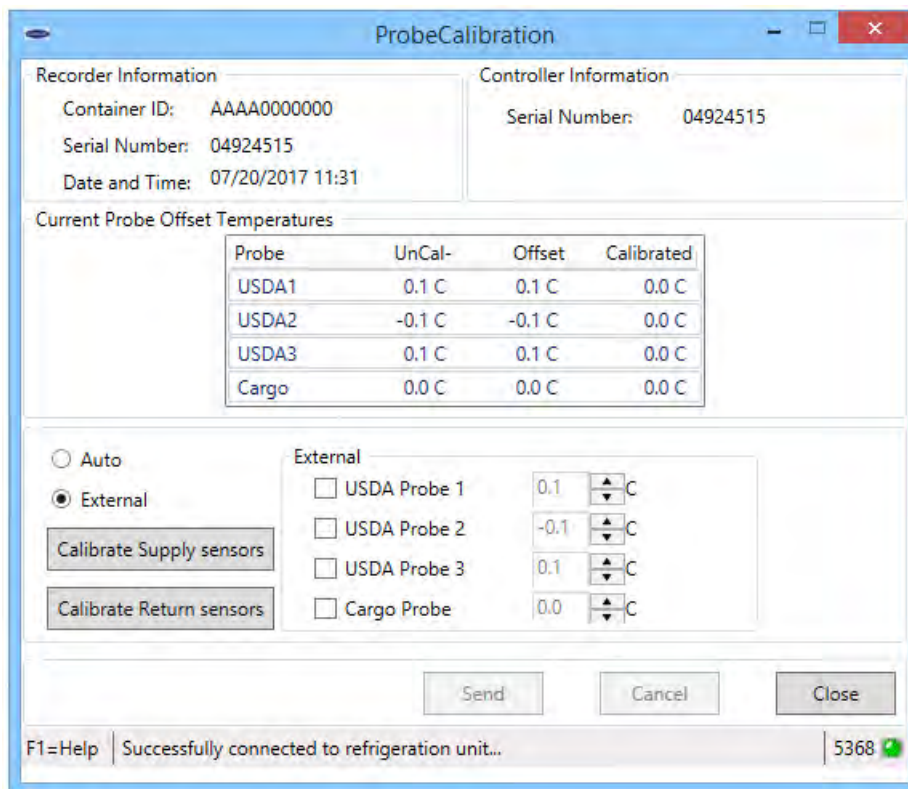 ProbeCalibration
Recorder Information
Container ID: AAAA0000000
Serial Number: 04924515
Date and Time: 07/20/2017 11:31
Controller Information
Serial Number: 04924515
Current Probe Offset Temperatures
Probe UnCal- Offset Calibrated
USDA1 0.1 C 0.1 C 0.0 C
USDA2 -0.1 C -0.1 C 0.0 C
USDA3 0.1 C 0.1 C 0.0 C
Cargo 0.0 C 0.0 C 0.0 C
Auto
External
Calibrate Supply sensors
Calibrate Return sensors
External
USDA Probe 1 0.1 C
USDA Probe 2 -0.1 C
USDA Probe 3 0.1 C
Cargo Probe 0.0 C
Send Cancel Close
F1=Help Successfully connected to refrigeration unit... 5368